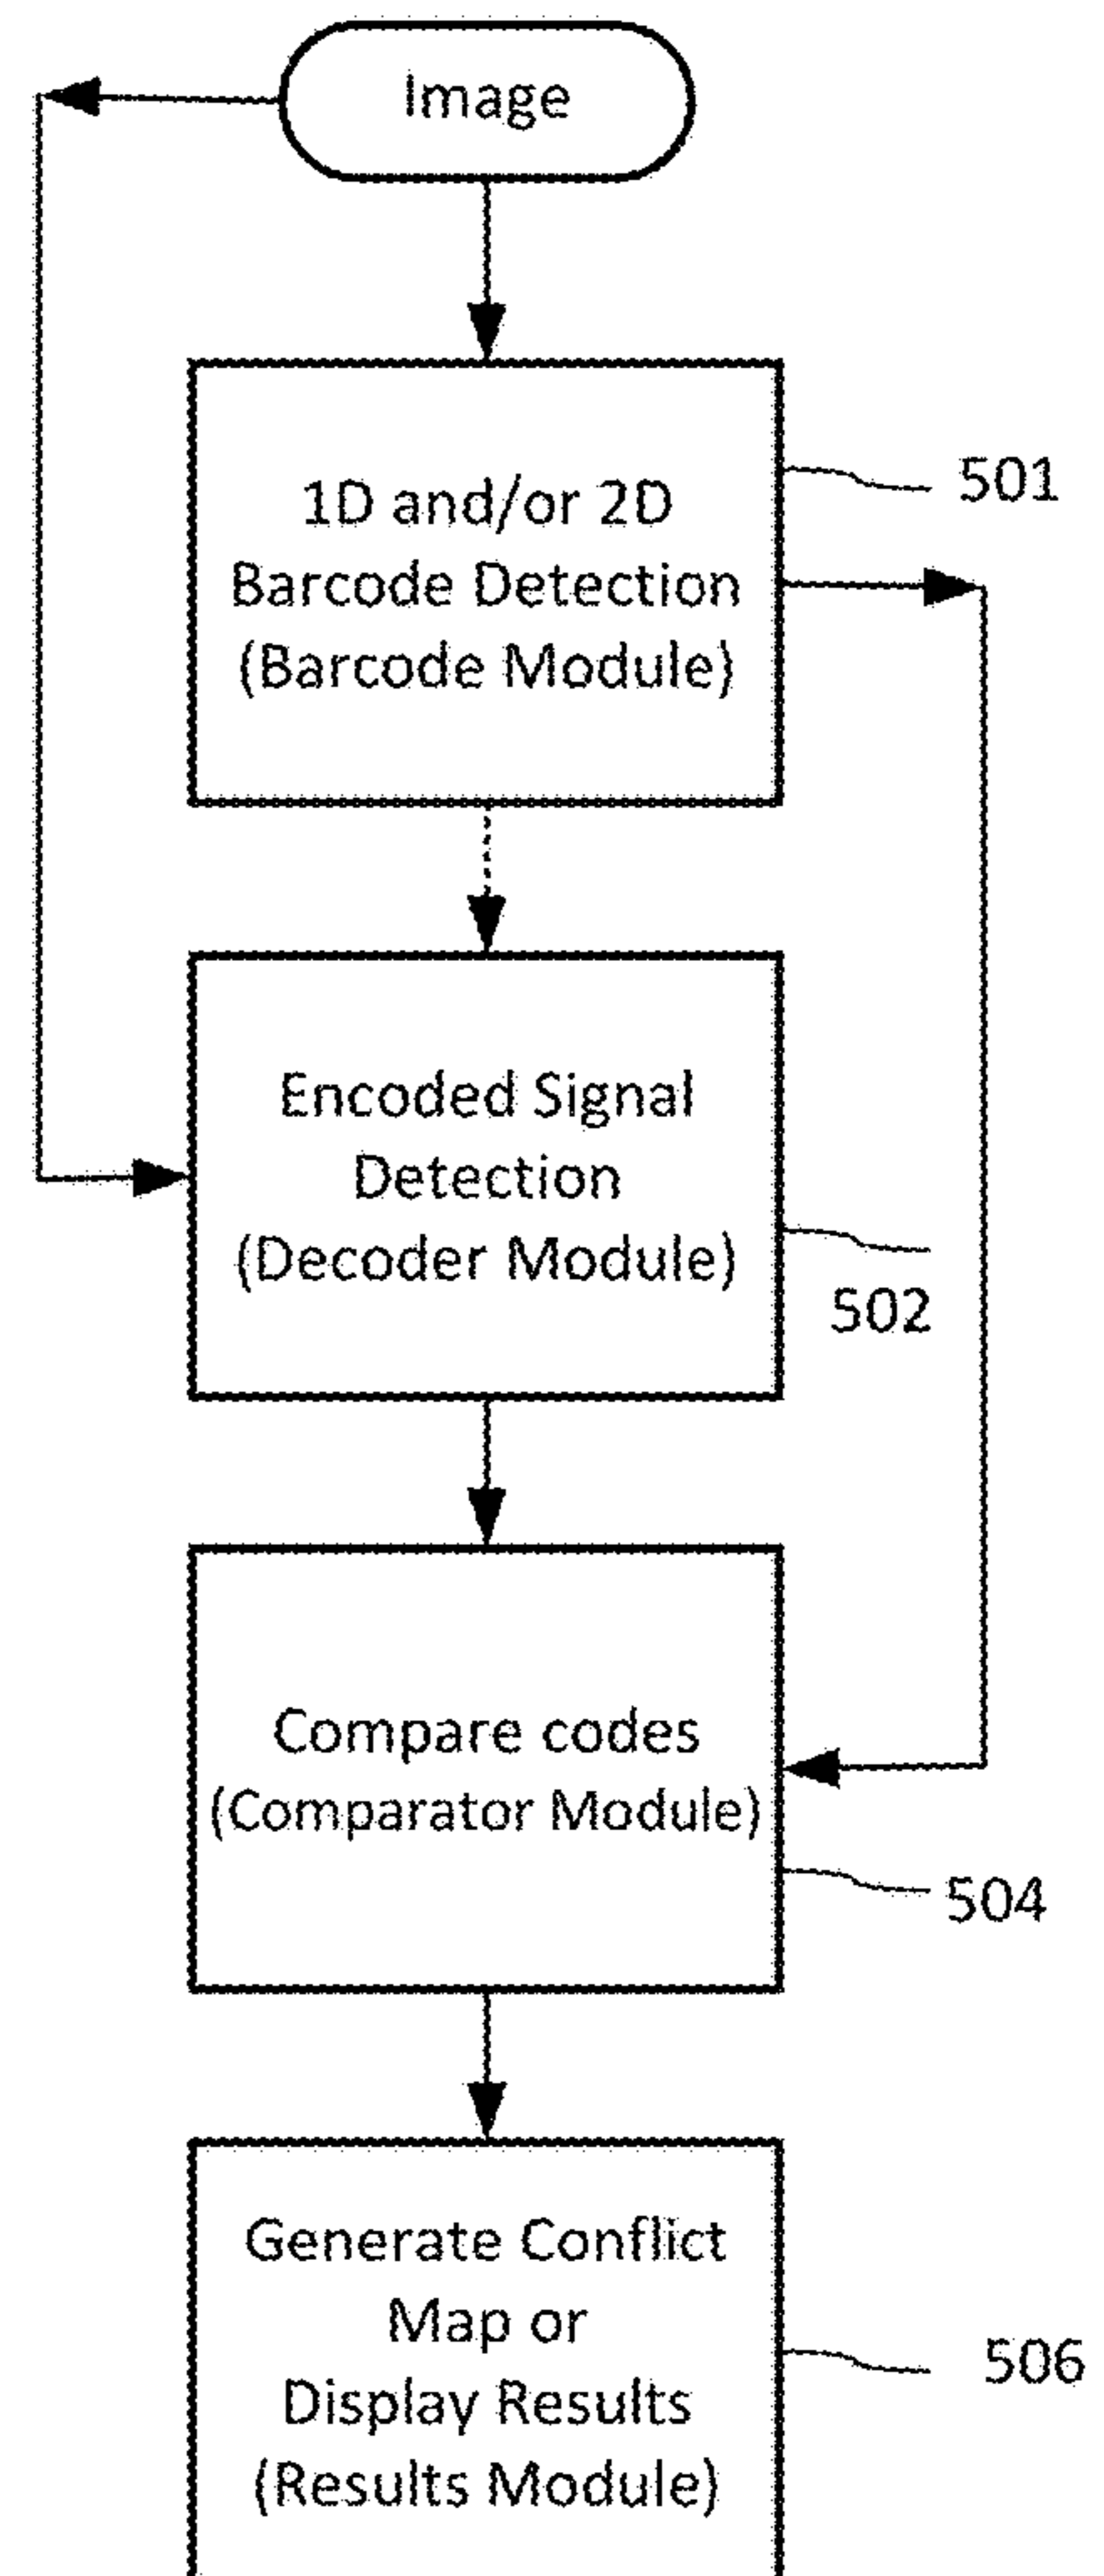 Image
1D and/or 2D
Barcode Detection
(Barcode Module)
501
Encoded Signal
Detection
(Decoder Module)
502
Compare codes
(Comparator Module)
504
Generate Conflict
Map or
Display Results
(Results Module)
506